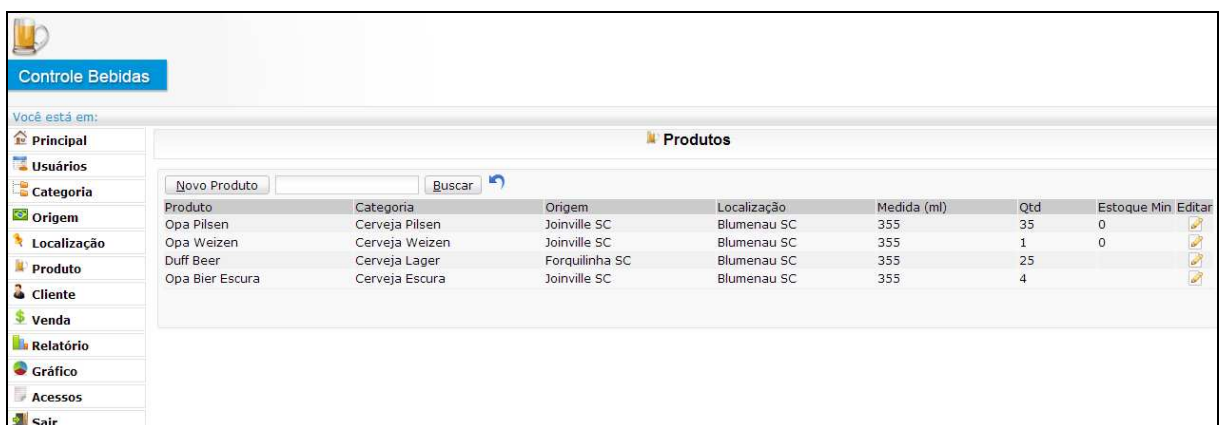 Controle Bebidas
Você está em:
Principal
Usuários
Categoria
Origem
Localização
Produto
Cliente
Venda
Relatório
Gráfico
Acessos
Sair
Produtos
Novo Produto Buscar
Produto Categoria Origem Localização Medida (ml) Qtd Estoque Min Editar
Opa Pilsen Cerveja Pilsen Joinville SC Blumenau SC 355 35 0
Opa Weizen Cerveja Weizen Joinville SC Blumenau SC 355 1 0
Duff Beer Cerveja Lager Forquilinha SC Blumenau SC 355 25
Opa Bier Escura Cerveja Escura Joinville SC Blumenau SC 355 4